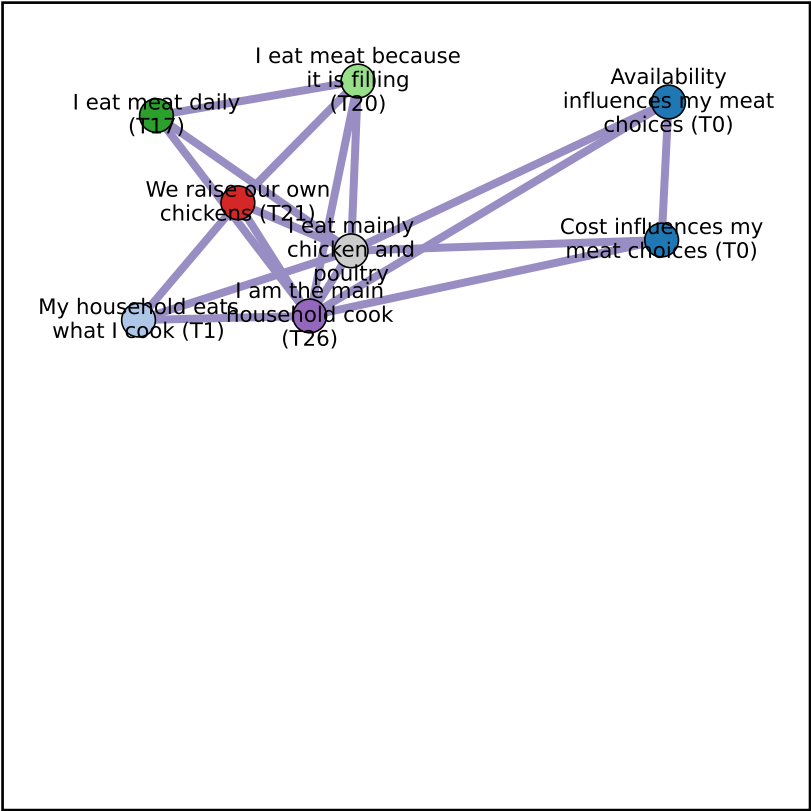 I eat meat because
it is filling
(T20)
I eat meat daily
(T17)
Availability
influences my meat
choices (T0)
We raise our own
chickens (T21)
I eat mainly
chicken and
poultry
Cost influences my
meat choices (T0)
My household eats
what I cook (T1)
I am the main
household cook
(T26)